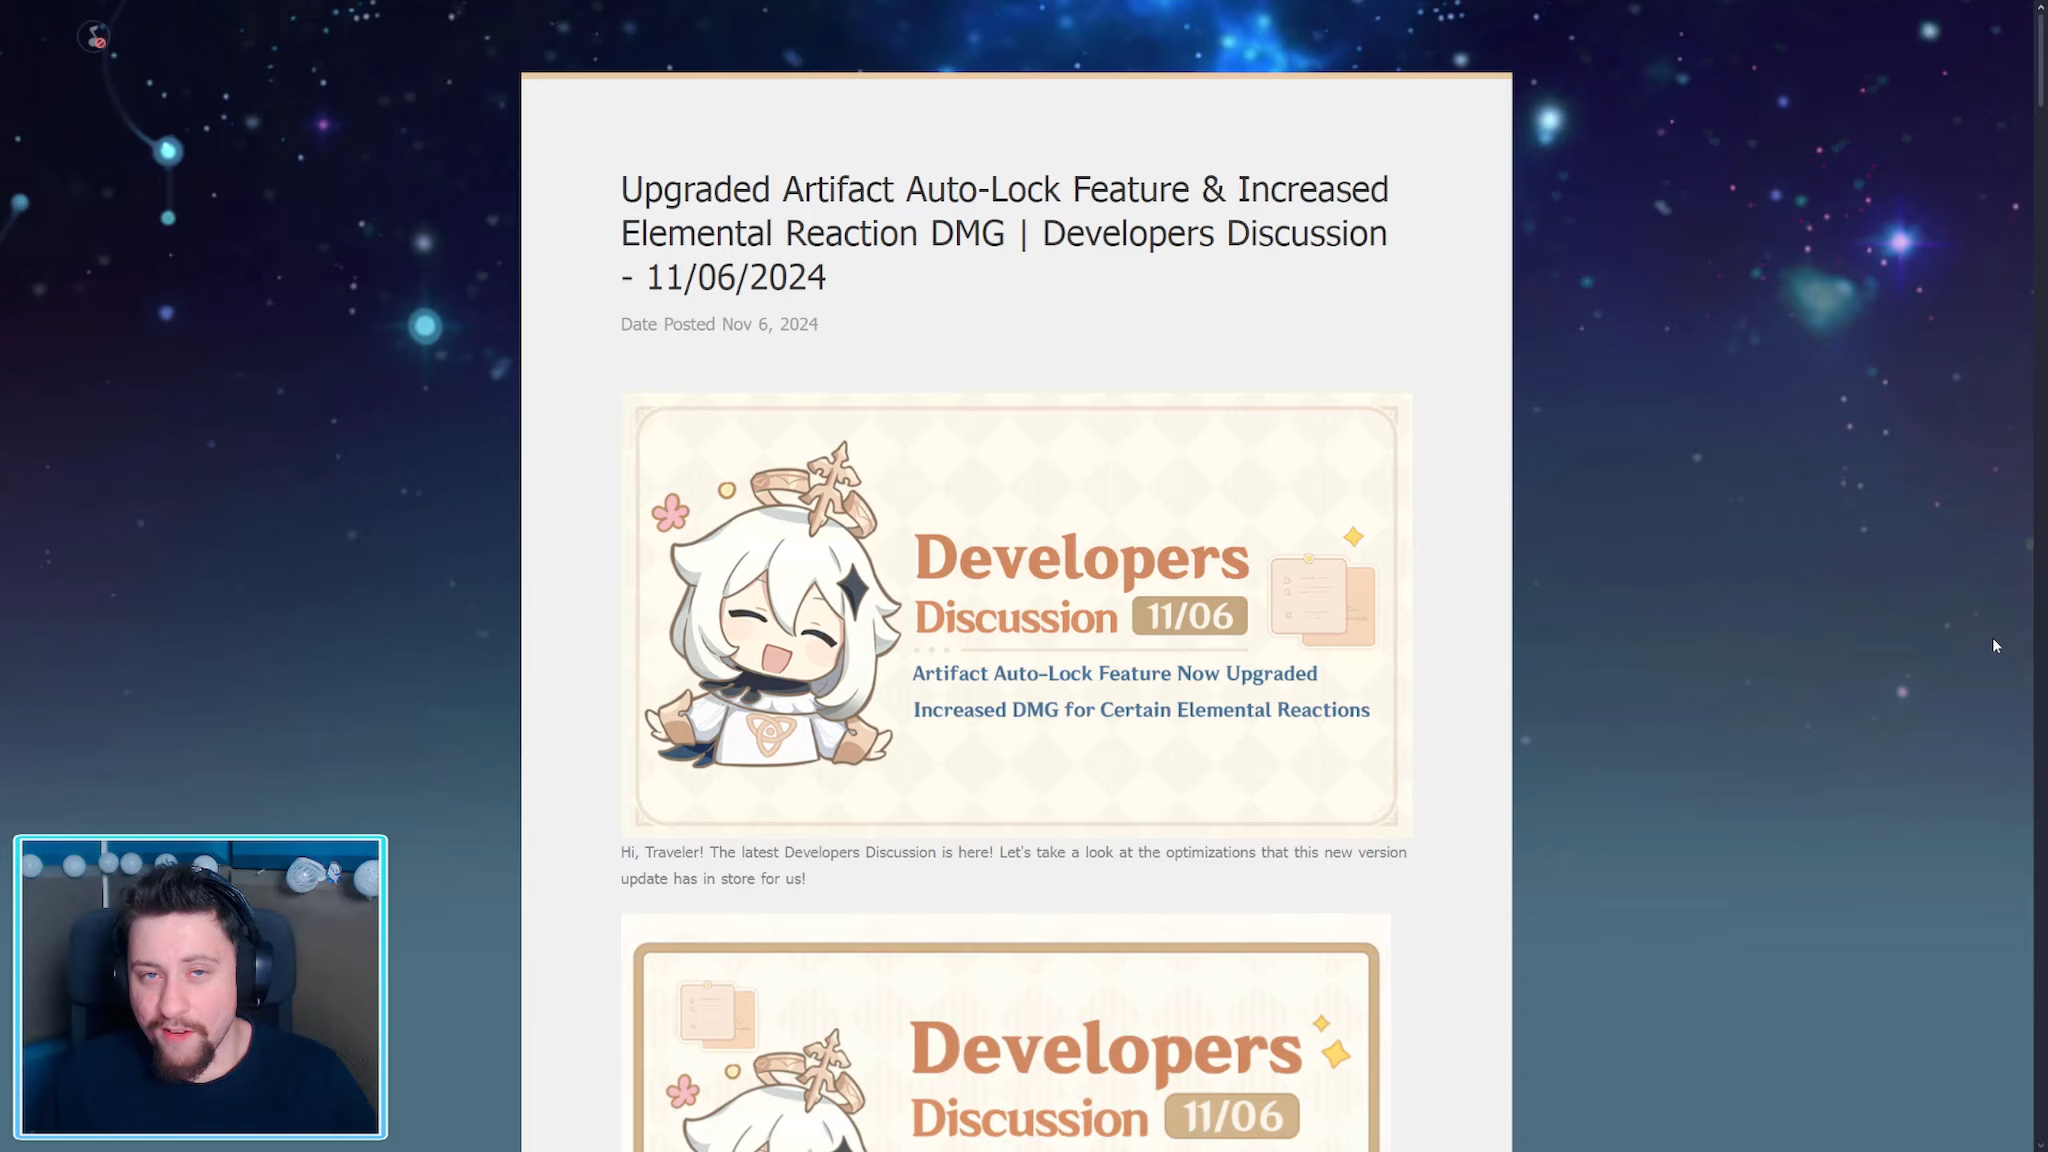 Upgraded Artifact Auto-Lock Feature & Increased
Elemental Reaction DMG | Developers Discussion
- 11/06/2024
Date Posted Nov 6, 2024
Developers
Discussion 11/06
Artifact Auto-Lock Feature Now Upgraded
Increased DMG for Certain Elemental Reactions
Hi, Traveler! The latest Developers Discussion is here! Let's take a look at the optimizations that this new version
update has in store for us!
Developers
Discussion 11/06